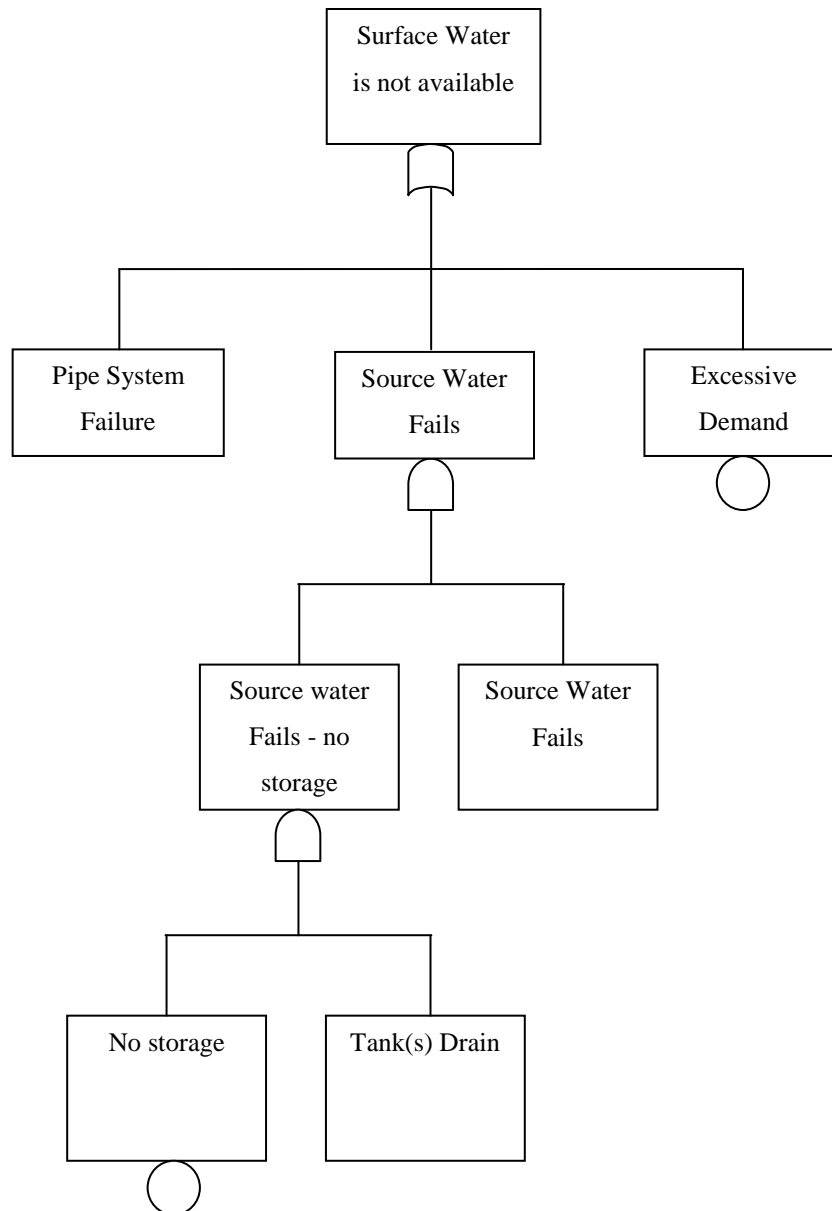 Surface Water
is not available
Pipe System
Failure
Source Water
Fails
Excessive
Demand
Source water
Fails - no
storage
Source Water
Fails
No storage
Tank(s) Drain